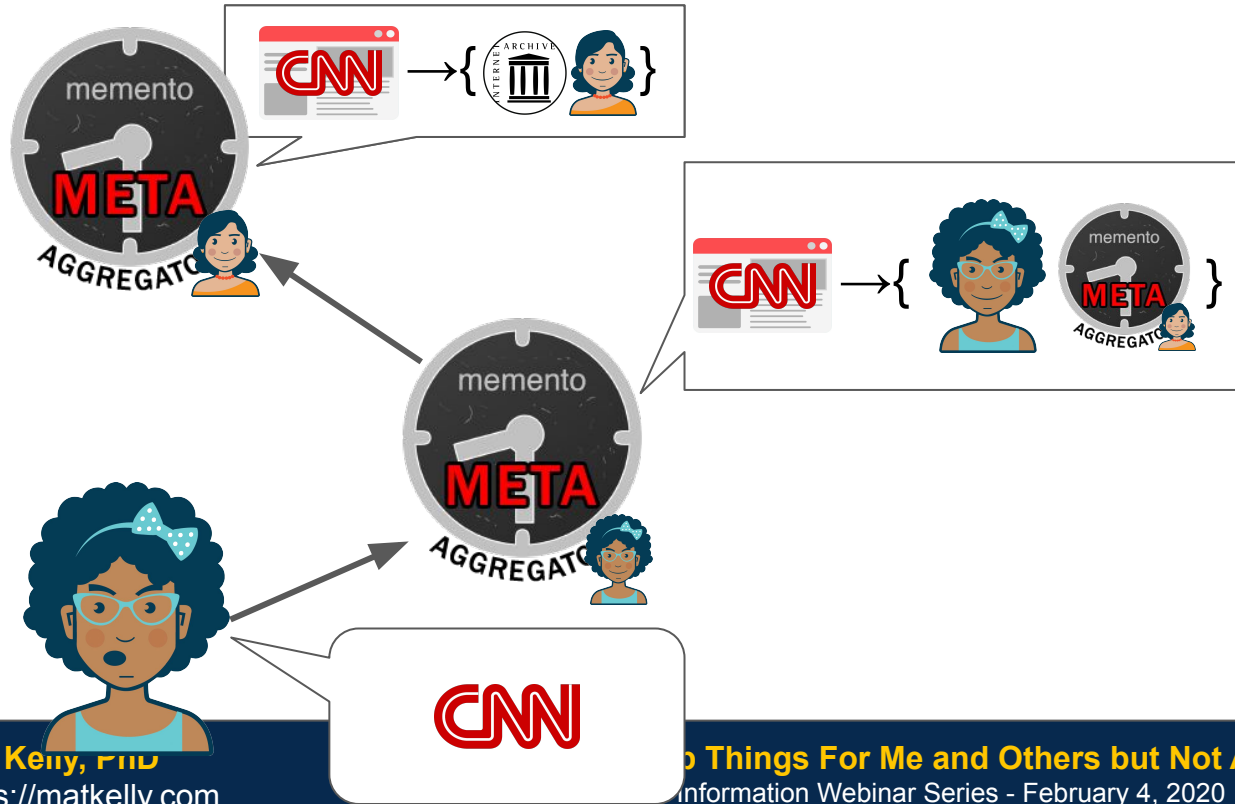 memento
META
AGGREGATO
CNN → { INTERNET ARCHIVE }
CNN → { memento META AGGREGATO }
memento
META
AGGREGATO
CNN
Kelly, PhD
s://matkelly.com
Things For Me and Others but Not
Information Webinar Series - February 4, 2020